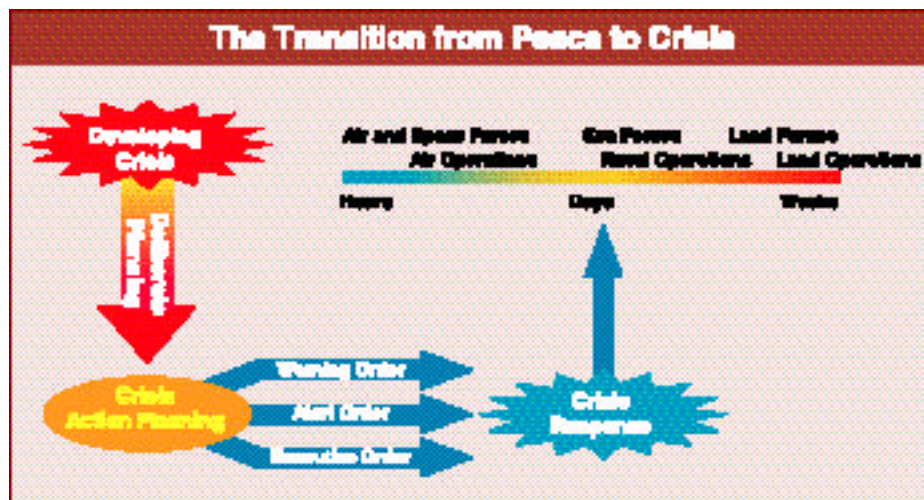 The Transition from Peace to Crisis
Developing
Crisis
Air and Space Forces
Sea Forces
Land Forces
Air Operations
Naval Operations
Land Operations
Hours
Days
Weeks
Deliberate
Planning
Crisis
Action Planning
Warning Order
Alert Order
Execution Order
Crisis
Response